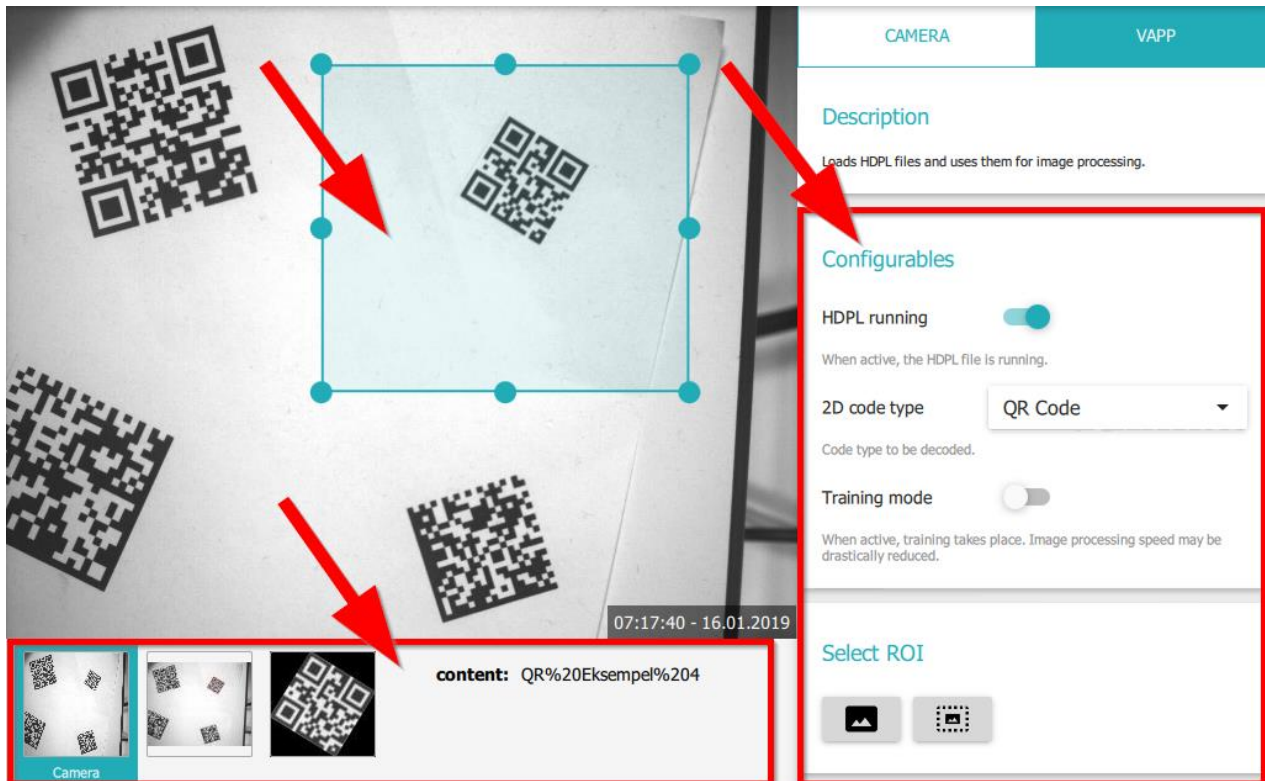 CAMERA
VAPP
Description
Loads HDPL files and uses them for image processing.
Configurables
HDPL running
When active, the HDPL file is running.
2D code type
QR Code
Code type to be decoded.
Training mode
When active, training takes place. Image processing speed may be
drastically reduced.
07:17:40 - 16.01.2019
Select ROI
content: QR%20Eksempel%204
Camera